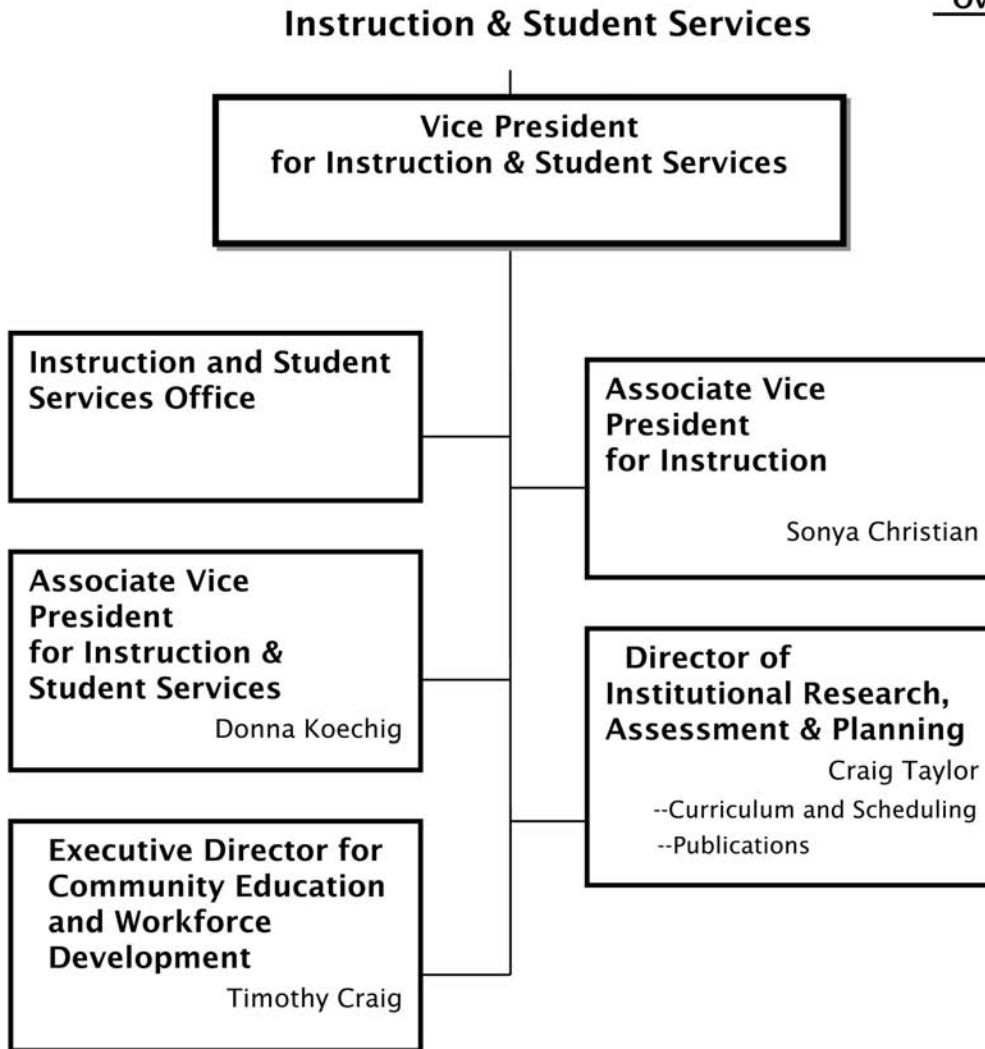 Instruction & Student Services
Vice President
for Instruction & Student Services
Instruction and Student
Services Office
Associate Vice
President
for Instruction
Sonya Christian
Associate Vice
President
for Instruction &
Student Services
Donna Koechig
Director of
Institutional Research,
Assessment & Planning
Craig Taylor
--Curriculum and Scheduling
--Publications
Executive Director for
Community Education
and Workforce
Development
Timothy Craig